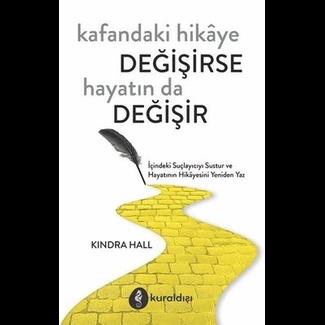 kafandaki hikâye
DEĞİŞİRSE
hayatın da
DEĞİŞİR
İçindeki Suçlayıcıyı Sustur ve
Hayatının Hikâyesini Yeniden Yaz
KINDRA HALL
kuraldışı